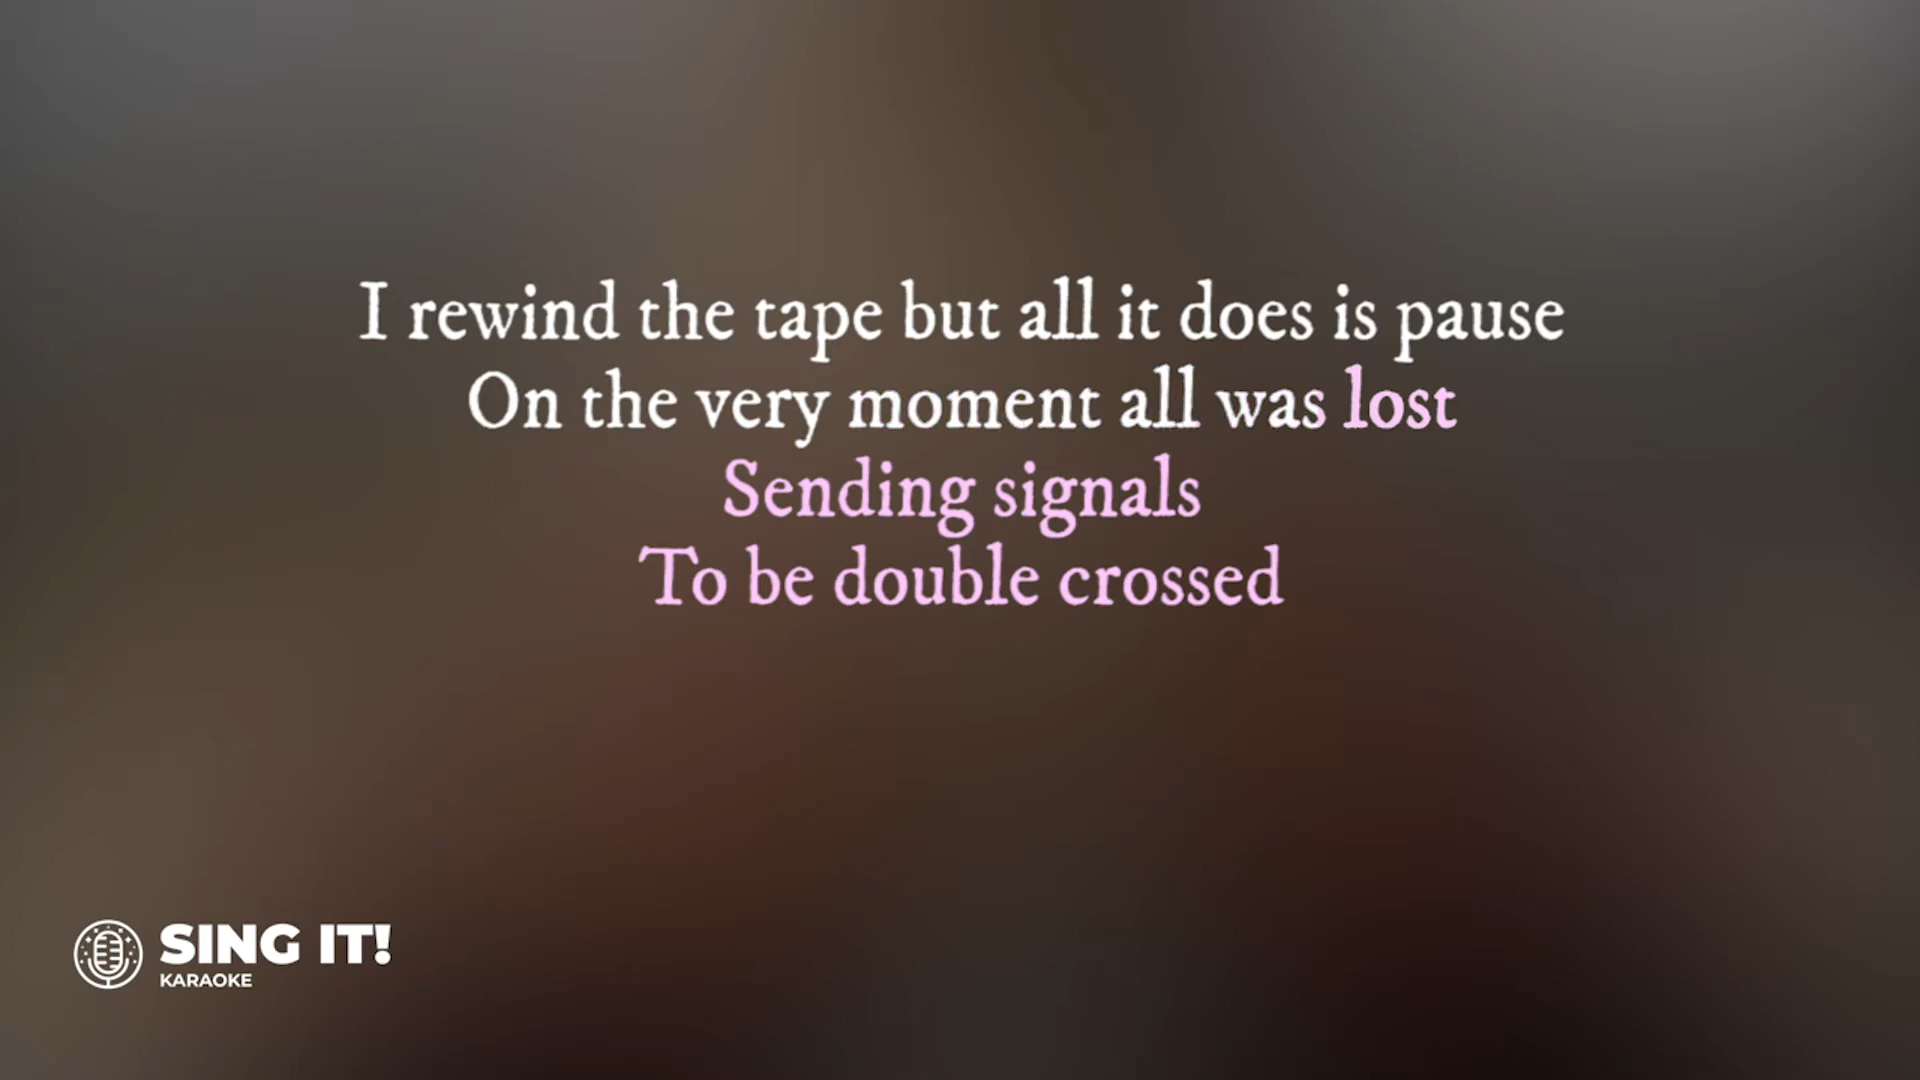 I rewind the tape but all it does is pause
On the very moment all was lost
Sending signals
To be double crossed
SING IT!
KARAOKE